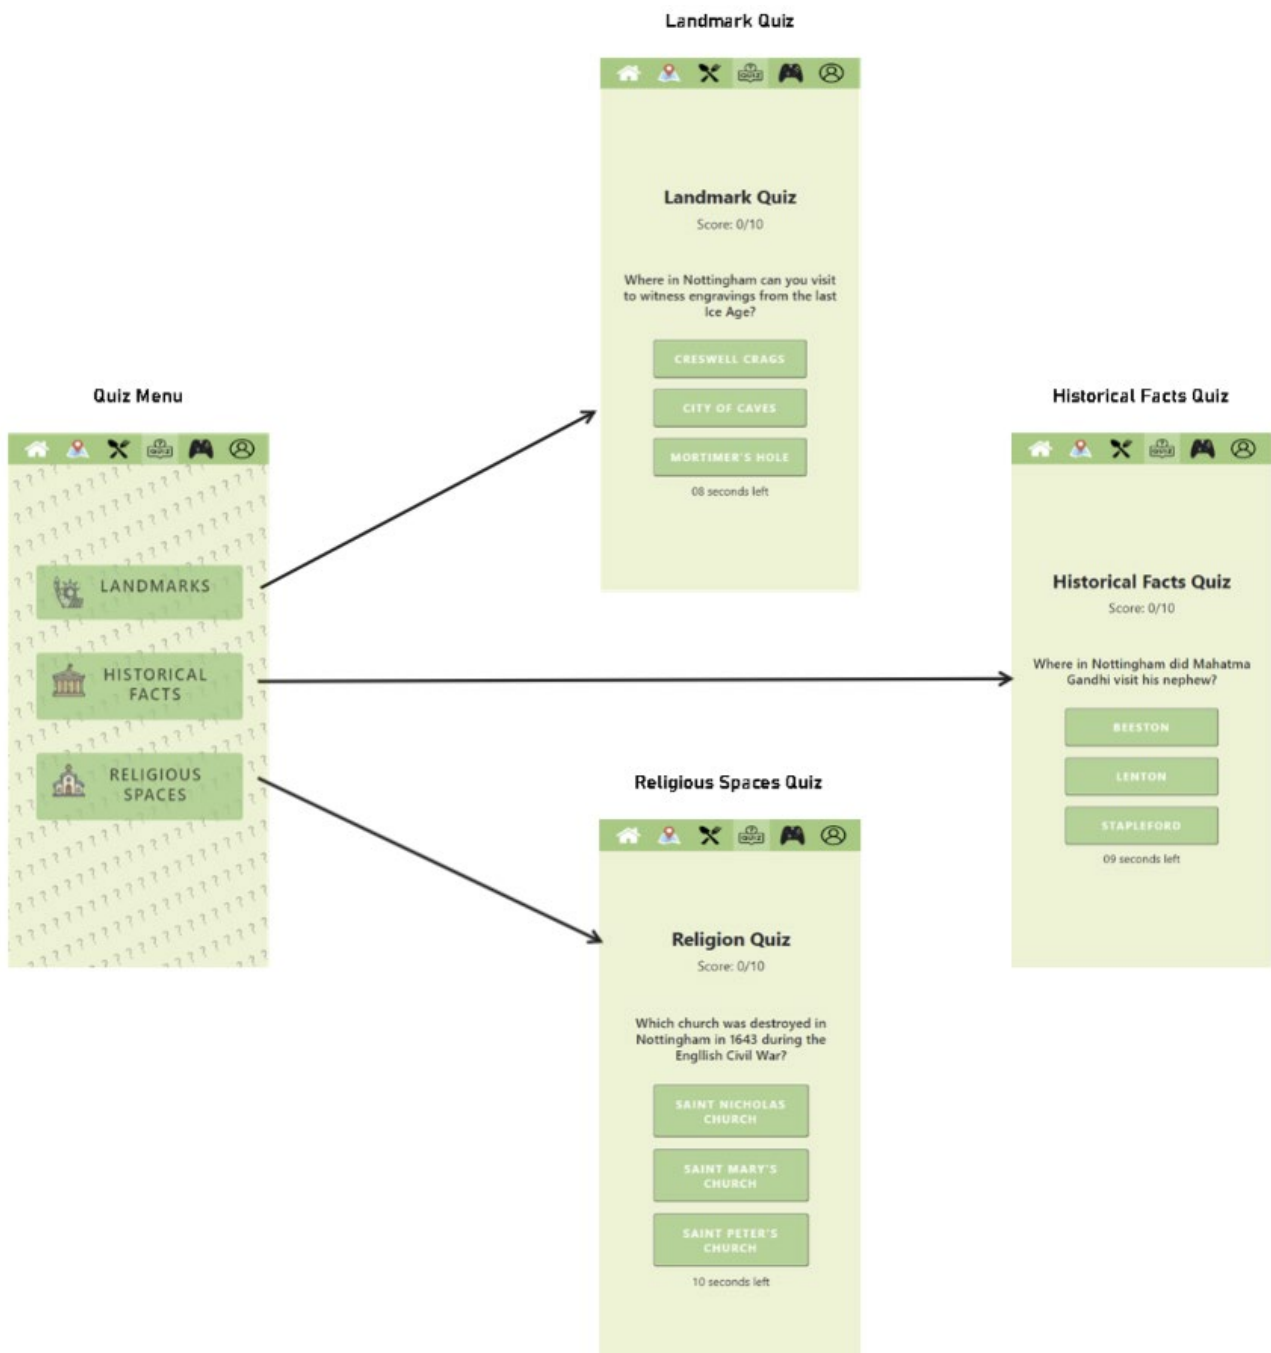 Landmark Quiz
QUIZ
Landmark Quiz
Score: 0/10
Where in Nottingham can you visit
to witness engravings from the last
Ice Age?
CRESWELL CRAGS
CITY OF CAVES
MORTIMER'S HOLE
08 seconds left
Quiz Menu
QUIZ
LANDMARKS
HISTORICAL
FACTS
RELIGIOUS
SPACES
Historical Facts Quiz
QUIZ
Historical Facts Quiz
Score: 0/10
Where in Nottingham did Mahatma
Gandhi visit his nephew?
BEESTON
LENTON
STAPLEFORD
09 seconds left
Religious Spaces Quiz
QUIZ
Religion Quiz
Score: 0/10
Which church was destroyed in
Nottingham in 1643 during the
Engllish Civil War?
SAINT NICHOLAS
CHURCH
SAINT MARY'S
CHURCH
SAINT PETER'S
CHURCH
10 seconds left